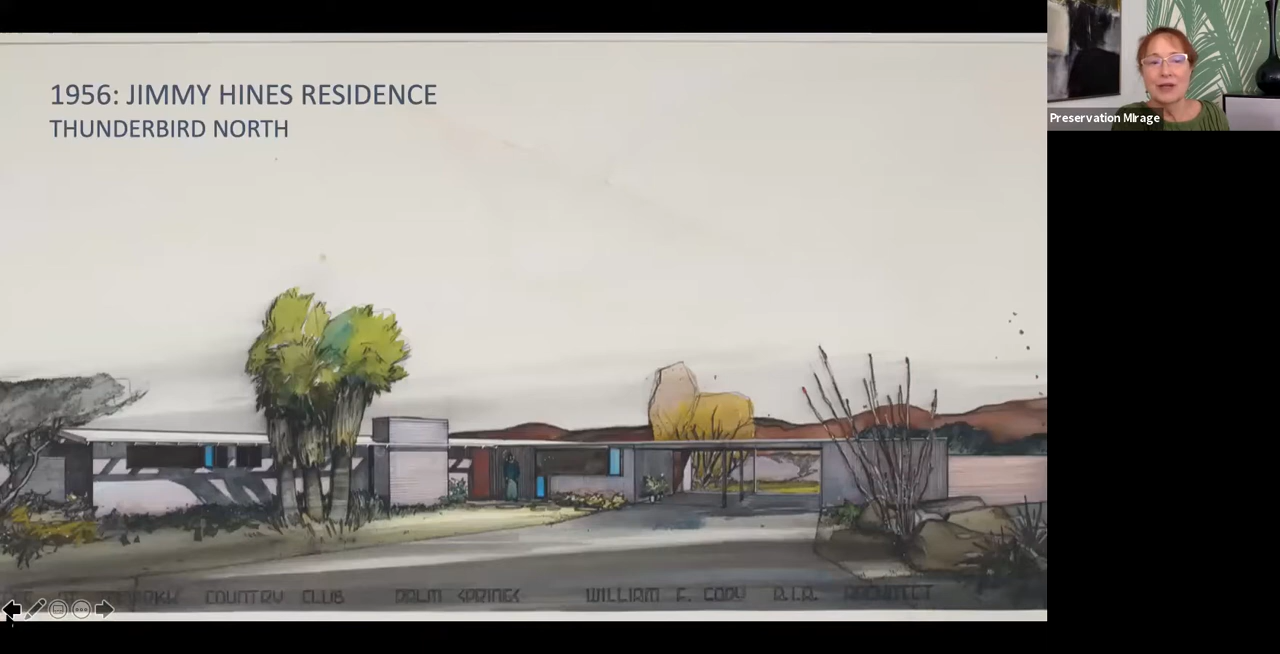 1956: JIMMY HINES RESIDENCE
THUNDERBIRD NORTH
Preservation MIrage
COUNTRY CLUB PALM SPRINGS WILLIAM F. CODY A.I.A. ARCHITECT